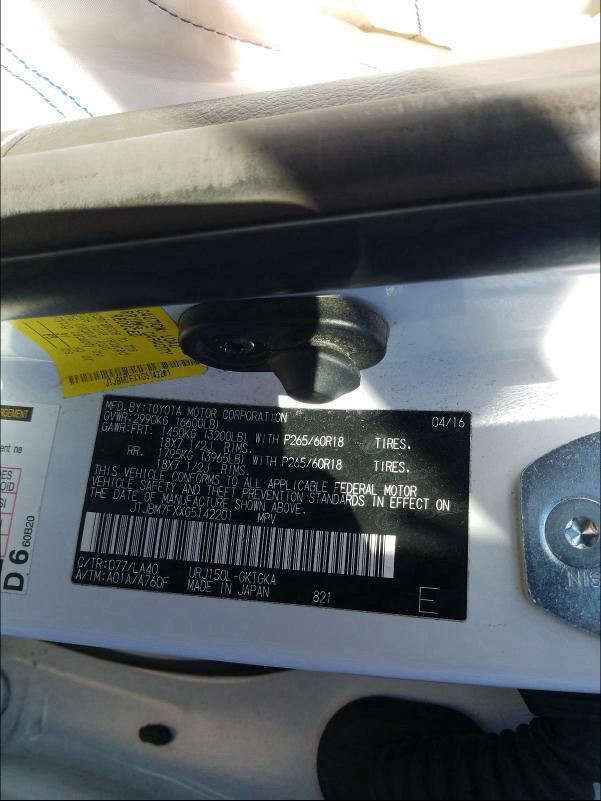 JTJBM7FXXG5142201
MFD. BY: TOYOTA MOTOR CORPORATION 04/16
GVWR: 2990KG (6600LB)
GAWR: FRT. 1450KG (3200LB) WITH P265/60R18 TIRES.
18X7 1/2J RIMS.
RR. 1795KG (3965LB) WITH P265/60R18 TIRES.
18X7 1/2J RIMS.
THIS VEHICLE CONFORMS TO ALL APPLICABLE FEDERAL MOTOR
VEHICLE SAFETY AND THEFT PREVENTION STANDARDS IN EFFECT ON
THE DATE OF MANUFACTURE SHOWN ABOVE.
JTJBM7FXXG5142201 MPV
C/TR: 077/LA40 URJ150L-GKTGKA
A/TM: A01A/A760F MADE IN JAPAN 821 E
D 6 60B20